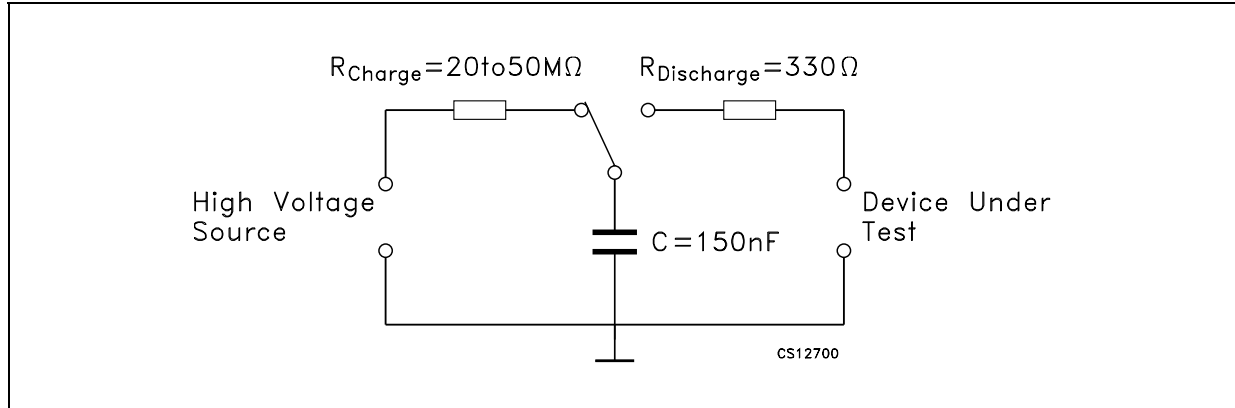 R_Charge=20to50MΩ
R_Discharge=330Ω
High Voltage
Source
C=150nF
Device Under
Test
CS12700